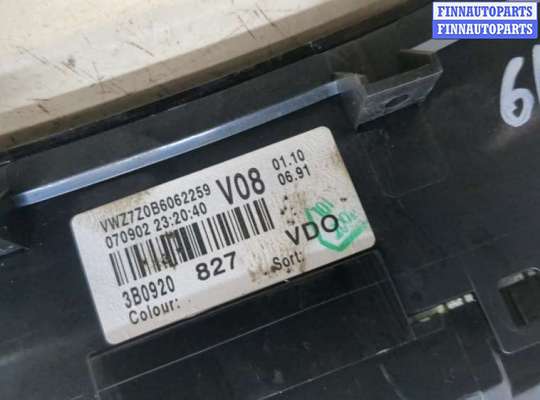 FINNAUTOPARTS
FINNAUTOPARTS
VWZ7Z0B6062259
070902 23:20:40
V08
01.10
06.91
3B0920
827
VDO
Colour:
Sort: